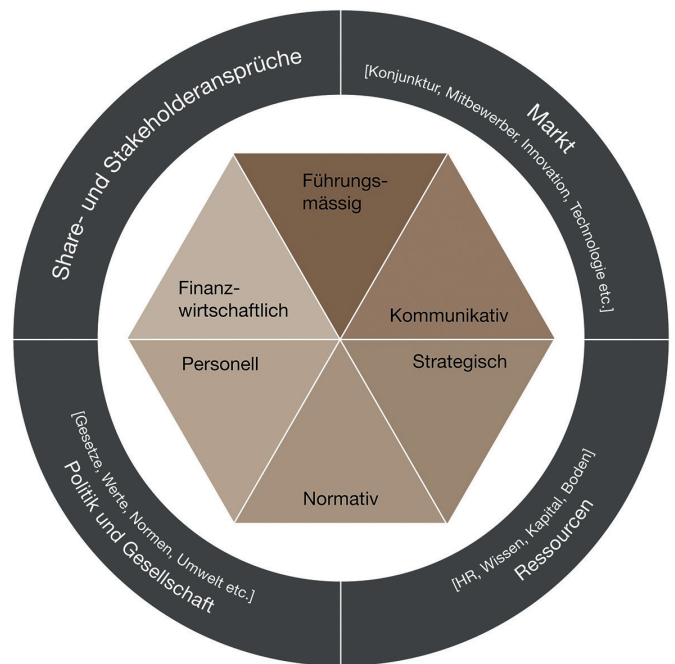 Share- und Stakeholderansprüche
Markt
[Konjunktur, Mitbewerber, Innovation, Technologie etc.]
Führungs-
mässig
Finanz-
wirtschaftlich
Kommunikativ
Personell
Strategisch
Normativ
[Gesetze, Werte, Normen, Umwelt etc.]
Politik und Gesellschaft
[HR, Wissen, Kapital, Boden]
Ressourcen